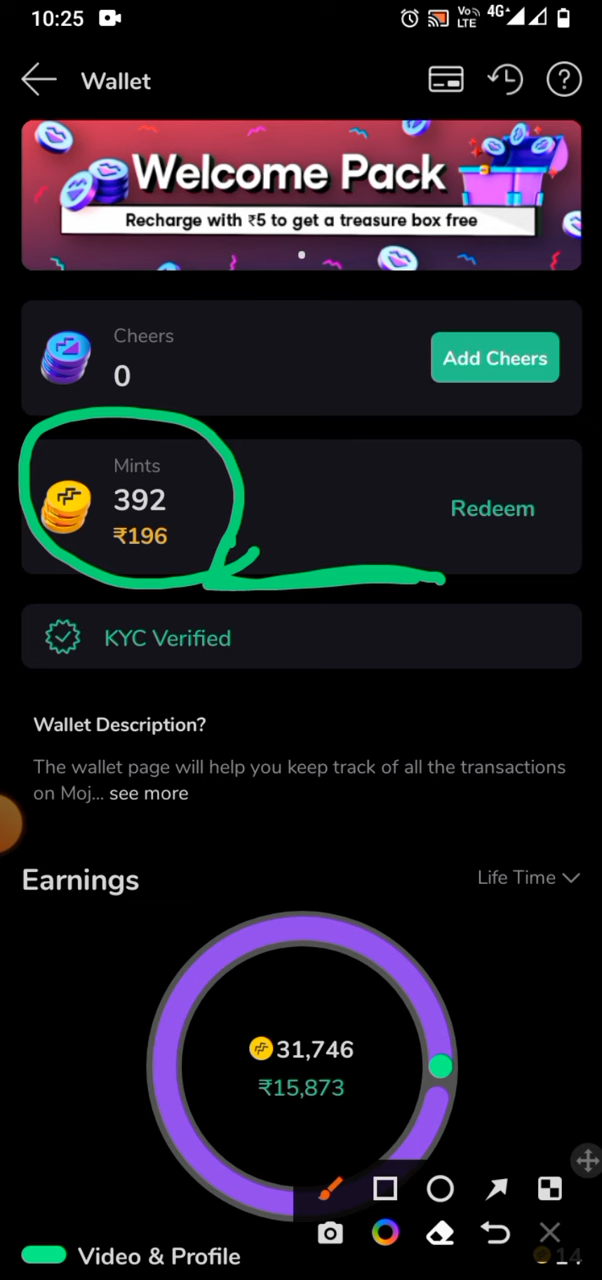 10:25
Vo
LTE
4G+
Wallet
Welcome Pack
Recharge with ₹5 to get a treasure box free
Cheers
0
Add Cheers
Mints
392
₹196
Redeem
KYC Verified
Wallet Description?
The wallet page will help you keep track of all the transactions
on Moj... see more
Earnings
Life Time
31,746
₹15,873
Video & Profile
14